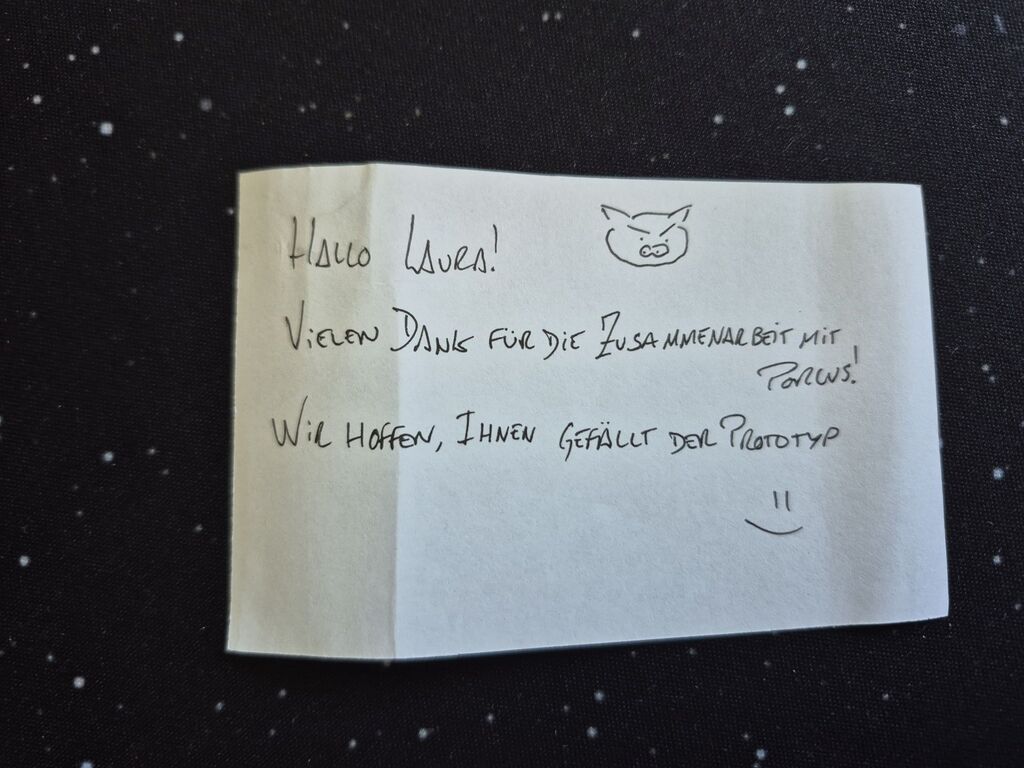 Hallo Laura!
Vielen Dank für die Zusammenarbeit mit
Porcus!
Wir hoffen, Ihnen gefällt der Prototyp